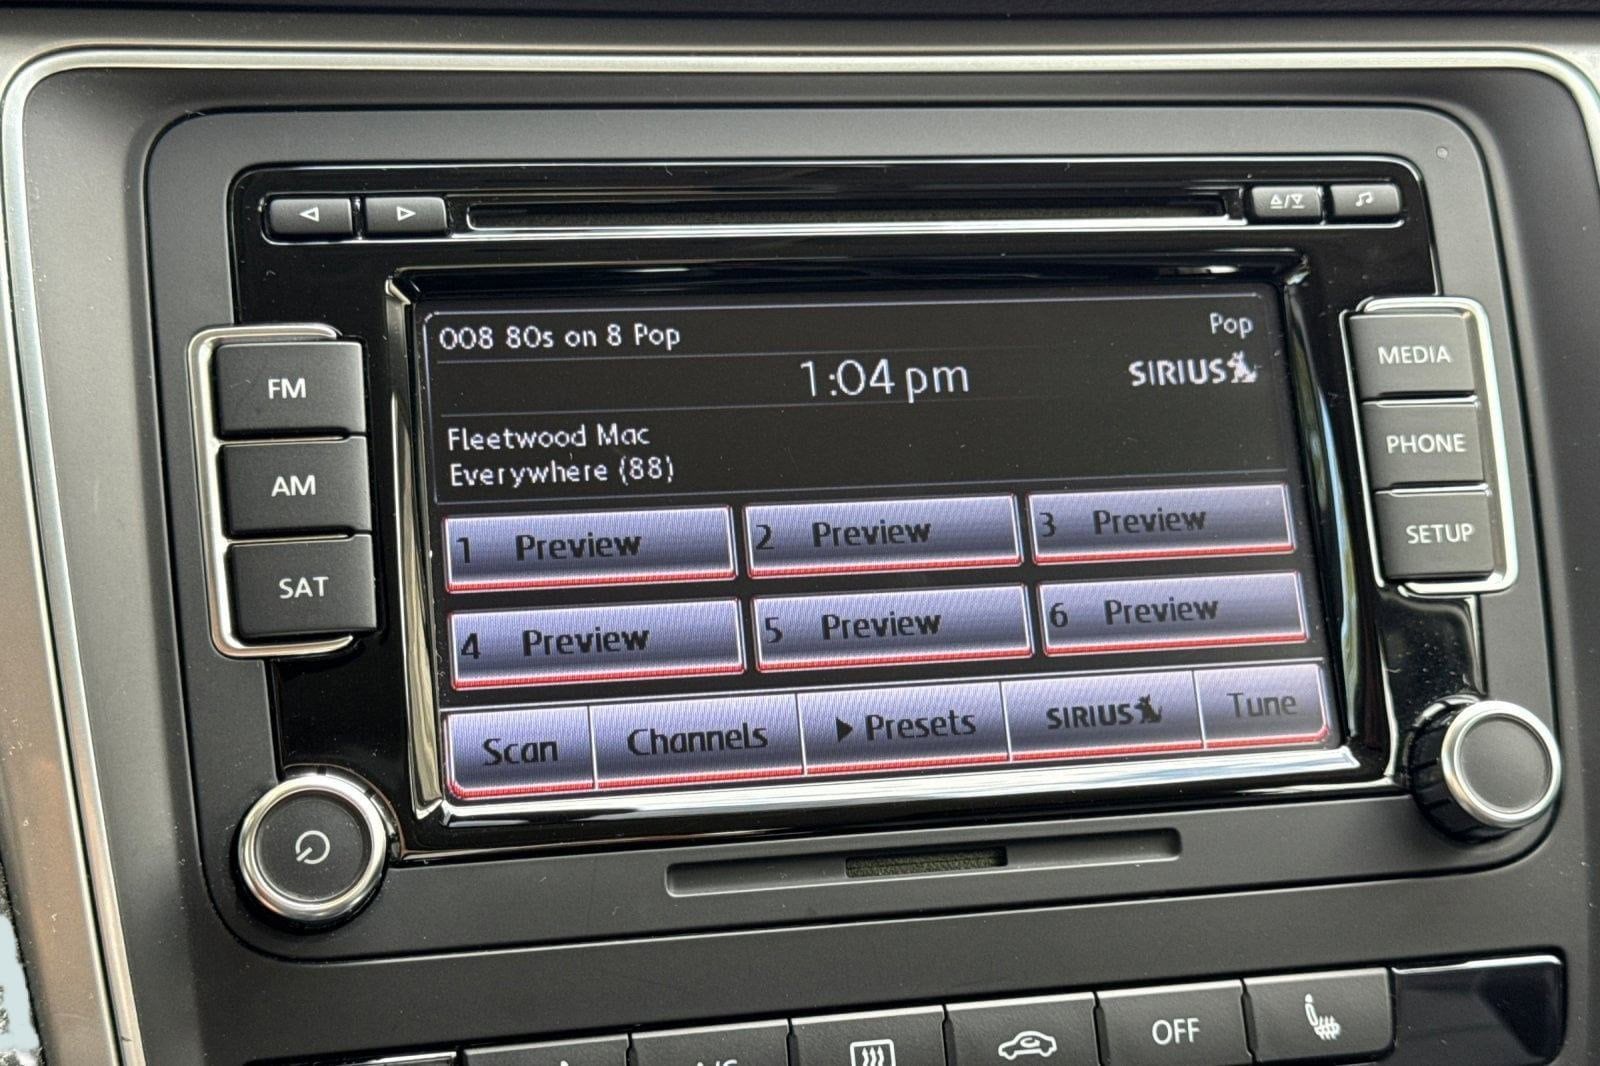 008 80s on 8 Pop
Pop
1:04 pm
SIRIUS
Fleetwood Mac
Everywhere (88)
1 Preview
2 Preview
3 Preview
4 Preview
5 Preview
6 Preview
Scan
Channels
Presets
SIRIUS
Tune
FM
AM
SAT
MEDIA
PHONE
SETUP
OFF